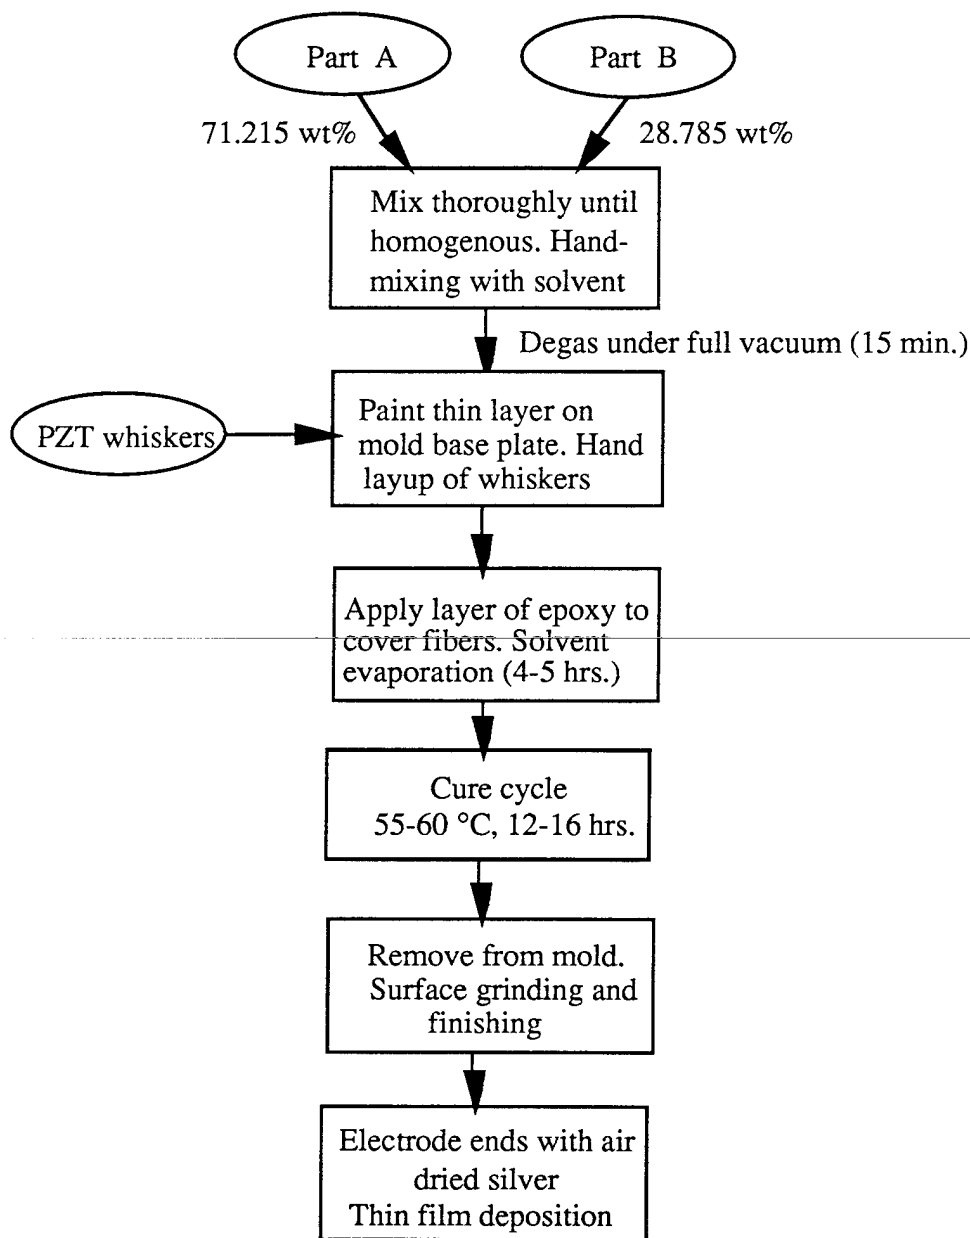 Part A
Part B
71.215 wt%
28.785 wt%
Mix thoroughly until
homogenous. Hand-
mixing with solvent
Degas under full vacuum (15 min.)
PZT whiskers
Paint thin layer on
mold base plate. Hand
layup of whiskers
Apply layer of epoxy to
cover fibers. Solvent
evaporation (4-5 hrs.)
Cure cycle
55-60 °C, 12-16 hrs.
Remove from mold.
Surface grinding and
finishing
Electrode ends with air
dried silver
Thin film deposition